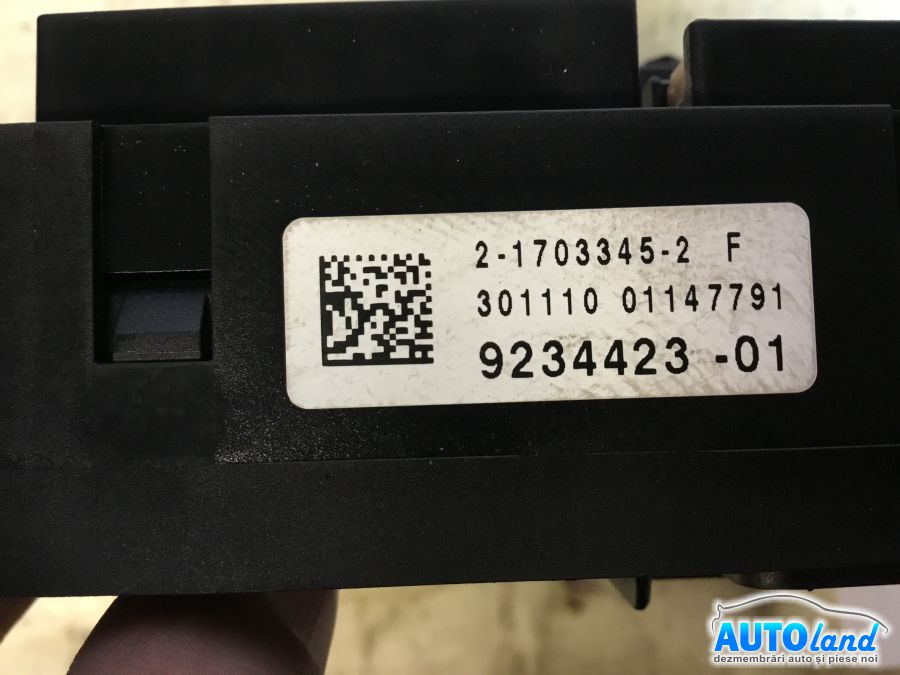 2-1703345-2 F
301110 01147791
9234423 -01
AUTOland
dezmembrări auto și piese noi